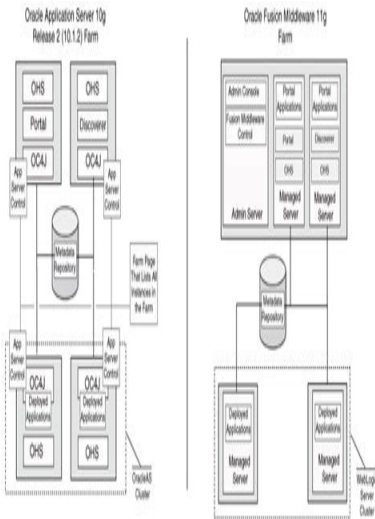 Oracle Application Server 10g
Release 2 (10.1.2) Farm
OHS
Portal
OC4J
OHS
Discoverer
OC4J
App
Server
Control
App
Server
Control
Metadata
Repository
Farm Page
That Lists All
Instances in
the Farm
App
Server
Control
App
Server
Control
OC4J
Deployed
Applications
OHS
OC4J
Deployed
Applications
OHS
OracleAS
Cluster
Oracle Fusion Middleware 11g
Farm
Admin Console
Fusion Middleware
Control
Admin Server
Portal
Applications
Portal
OHS
Managed
Server
Portal
Applications
Discoverer
OHS
Managed
Server
Metadata
Repository
Deployed
Applications
Managed
Server
Deployed
Applications
Managed
Server
WebLogic
Server
Cluster